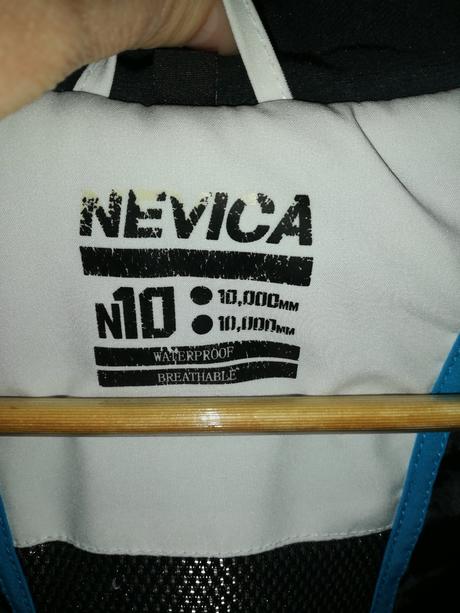 NEVICA
N10
10,000MM
10,000MM
WATERPROOF
BREATHABLE